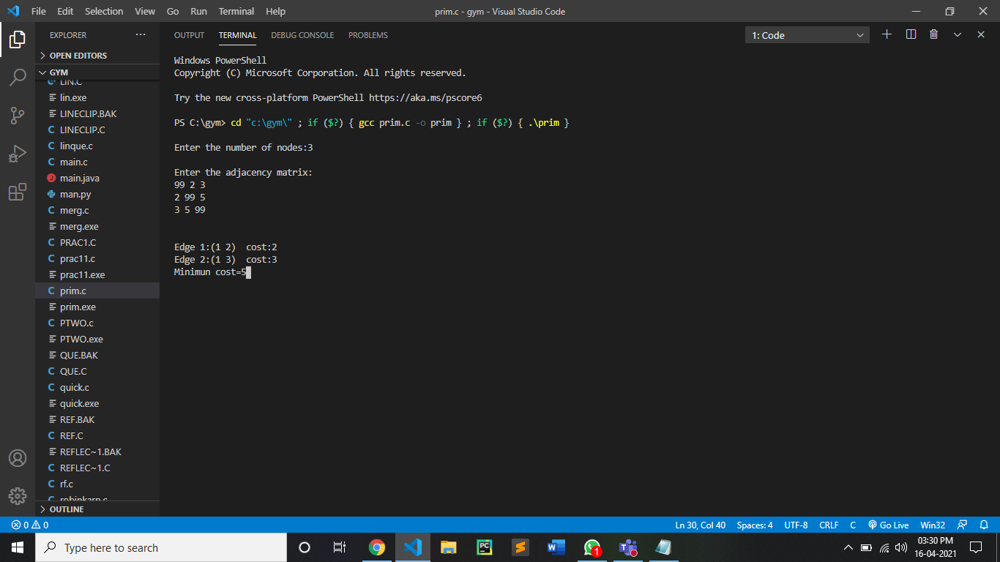 File Edit Selection View Go Run Terminal Help
prim.c - gym - Visual Studio Code
EXPLORER ···
OPEN EDITORS
GYM
LIN.C
lin.exe
LINECLIP.BAK
LINECLIP.C
linque.c
main.c
main.java
man.py
merg.c
merg.exe
PRAC1.C
prac11.c
prac11.exe
prim.c
prim.exe
PTWO.c
PTWO.exe
QUE.BAK
QUE.C
quick.c
quick.exe
REF.BAK
REF.C
REFLEC~1.BAK
REFLEC~1.C
rf.c
robinkarp.c
OUTLINE
OUTPUT TERMINAL DEBUG CONSOLE PROBLEMS
1: Code
Windows PowerShell
Copyright (C) Microsoft Corporation. All rights reserved.
Try the new cross-platform PowerShell https://aka.ms/pscore6
PS C:\gym> cd "c:\gym\" ; if ($?) { gcc prim.c -o prim } ; if ($?) { .\prim }
Enter the number of nodes:3
Enter the adjacency matrix:
99 2 3
2 99 5
3 5 99
Edge 1:(1 2) cost:2
Edge 2:(1 3) cost:3
Minimun cost=5
0 0
Ln 30, Col 40 Spaces: 4 UTF-8 CRLF C Go Live Win32
Type here to search
PC
W
1
03:30 PM
16-04-2021